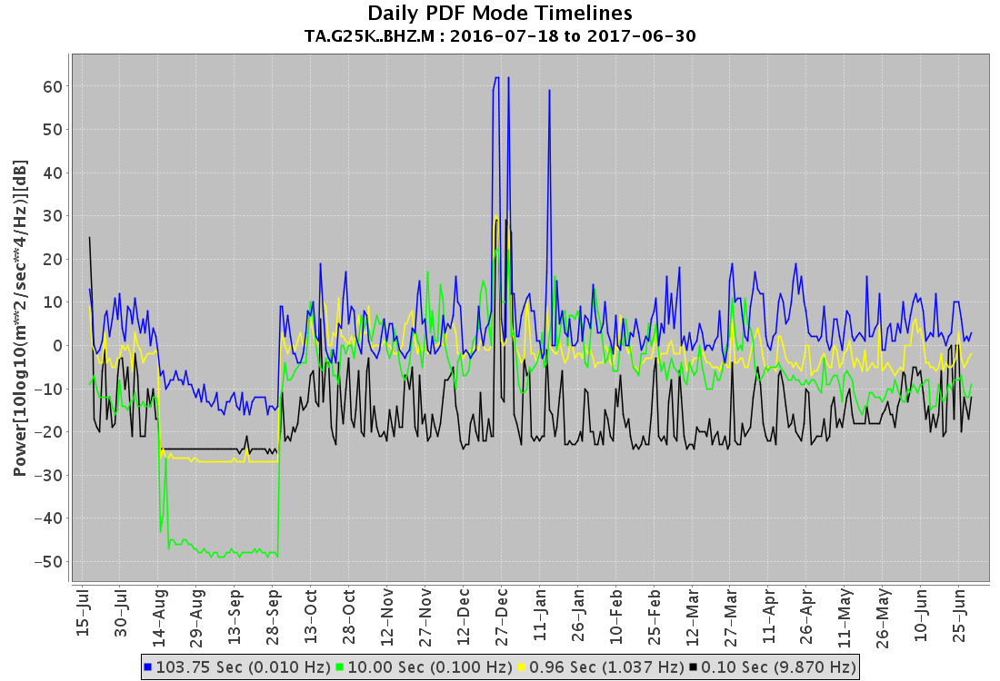 Daily PDF Mode Timelines
TA.G25K..BHZ.M : 2016-07-18 to 2017-06-30
Power[10log10(m**2/sec**4/Hz)][dB]
60
50
40
30
20
10
0
-10
-20
-30
-40
-50
15-Jul
30-Jul
14-Aug
29-Aug
13-Sep
28-Sep
13-Oct
28-Oct
12-Nov
27-Nov
12-Dec
27-Dec
11-Jan
26-Jan
10-Feb
25-Feb
12-Mar
27-Mar
11-Apr
26-Apr
11-May
26-May
10-Jun
25-Jun
103.75 Sec (0.010 Hz) 10.00 Sec (0.100 Hz) 0.96 Sec (1.037 Hz) 0.10 Sec (9.870 Hz)